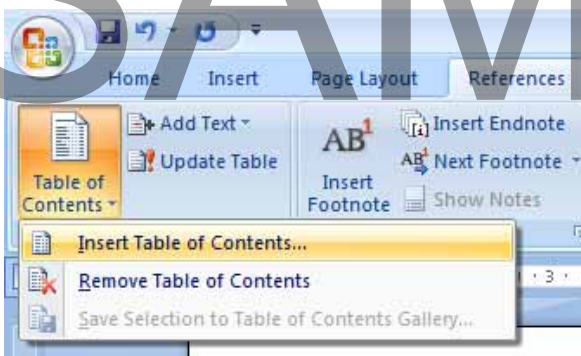 SAM
Home Insert Page Layout References
Add Text
Update Table
Table of
Contents
AB1
Insert
Footnote
[i] Insert Endnote
AB1 Next Footnote
Show Notes
Insert Table of Contents...
Remove Table of Contents
Save Selection to Table of Contents Gallery...
1 · 3 ·